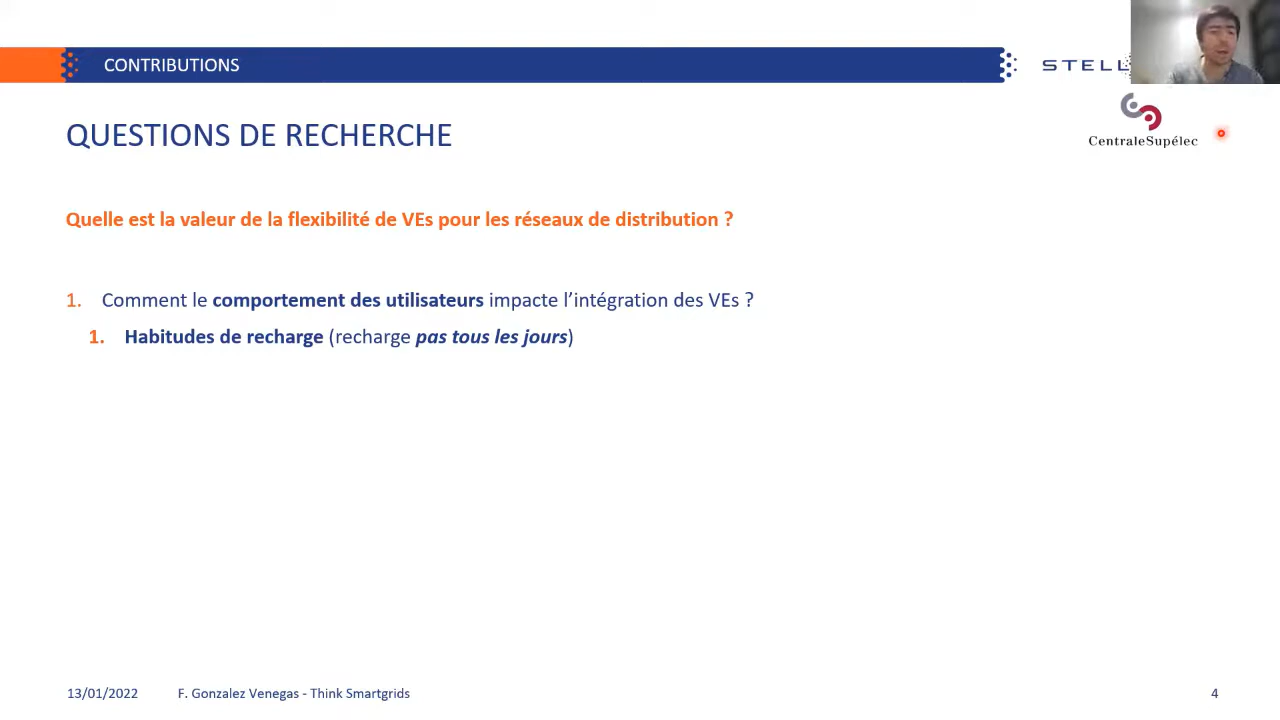 CONTRIBUTIONS
STELL
QUESTIONS DE RECHERCHE
CentraleSupélec
Quelle est la valeur de la flexibilité de VEs pour les réseaux de distribution ?
1. Comment le comportement des utilisateurs impacte l’intégration des VEs ?
1. Habitudes de recharge (recharge pas tous les jours)
13/01/2022 F. Gonzalez Venegas - Think Smartgrids 4